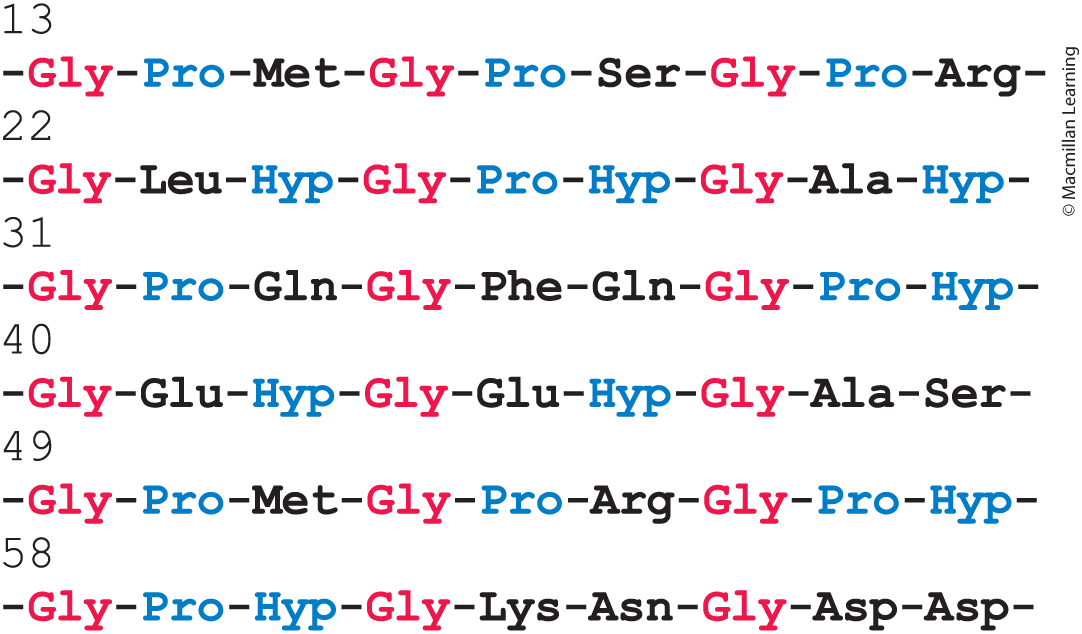 13
-Gly-Pro-Met-Gly-Pro-Ser-Gly-Pro-Arg-
22
-Gly-Leu-Hyp-Gly-Pro-Hyp-Gly-Ala-Hyp-
31
-Gly-Pro-Gln-Gly-Phe-Gln-Gly-Pro-Hyp-
40
-Gly-Glu-Hyp-Gly-Glu-Hyp-Gly-Ala-Ser-
49
-Gly-Pro-Met-Gly-Pro-Arg-Gly-Pro-Hyp-
58
-Gly-Pro-Hyp-Gly-Lys-Asn-Gly-Asp-Asp-
© Macmillan Learning